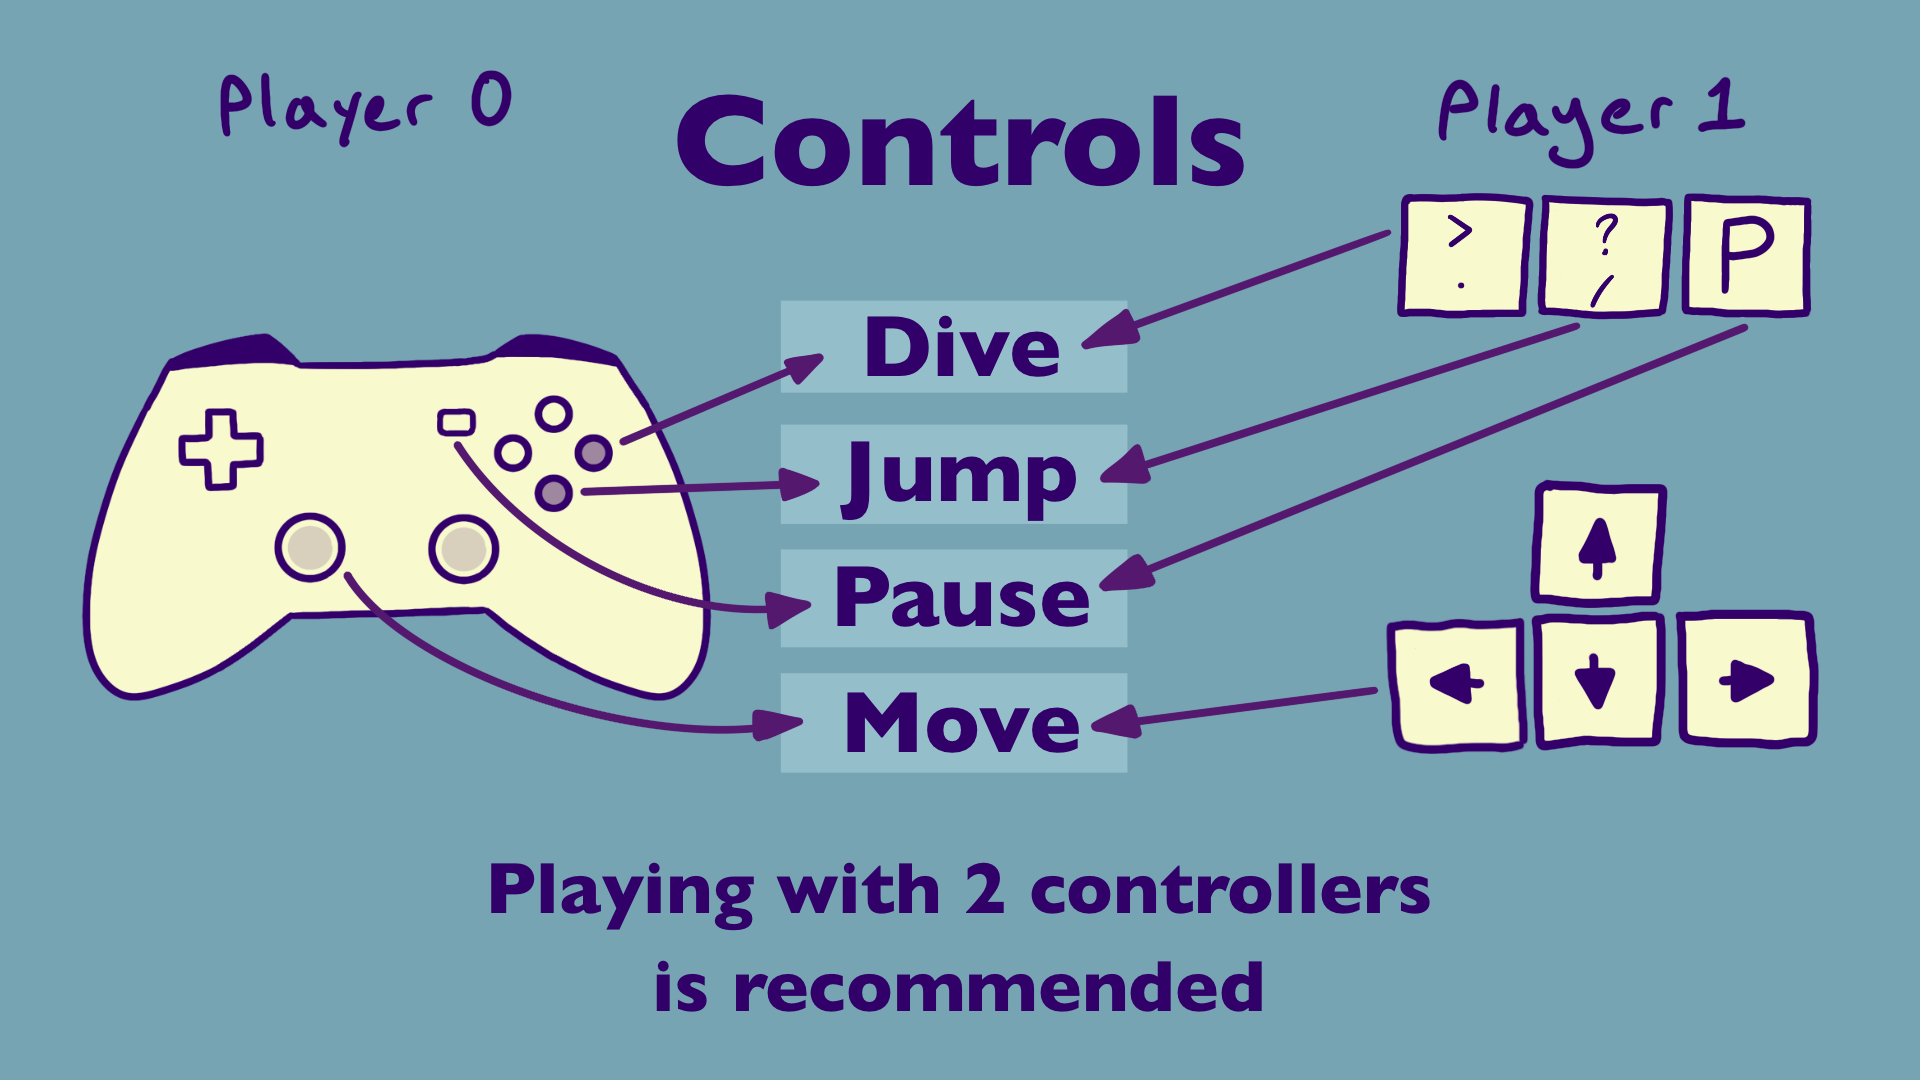 Player 0
Controls
Player 1
>
.
?
/
P
Dive
Jump
Pause
Move
Playing with 2 controllers
is recommended